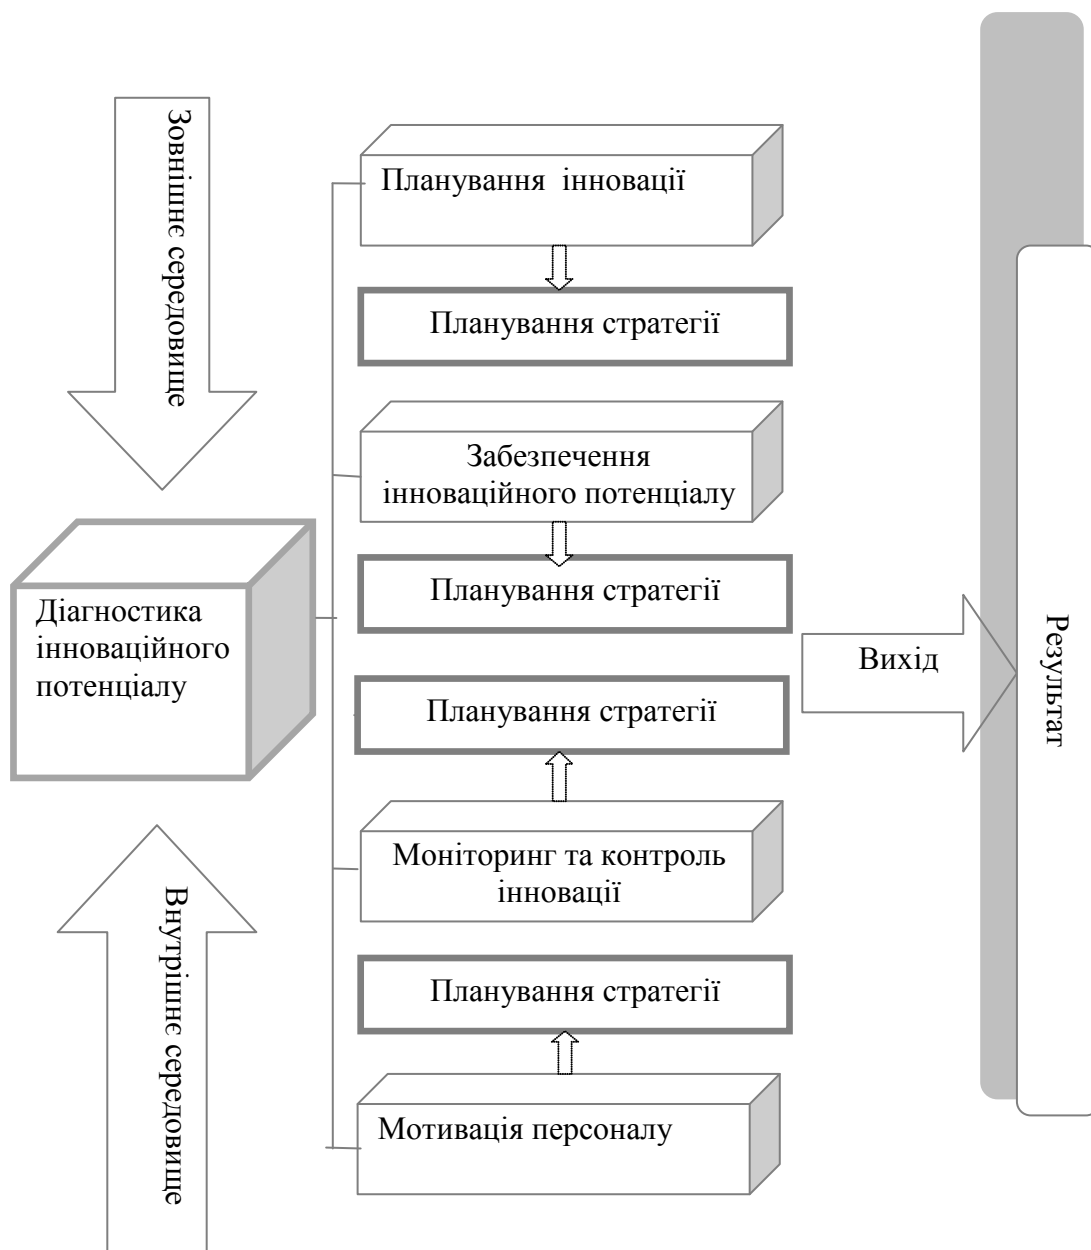 Зовнішнє середовище
Планування інновації
Планування стратегії
Забезпечення
інноваційного потенціалу
Планування стратегії
Діагностика
інноваційного
потенціалу
Вихід
Результат
Планування стратегії
Моніторинг та контроль
інновації
Внутрішнє середовище
Планування стратегії
Мотивація персоналу